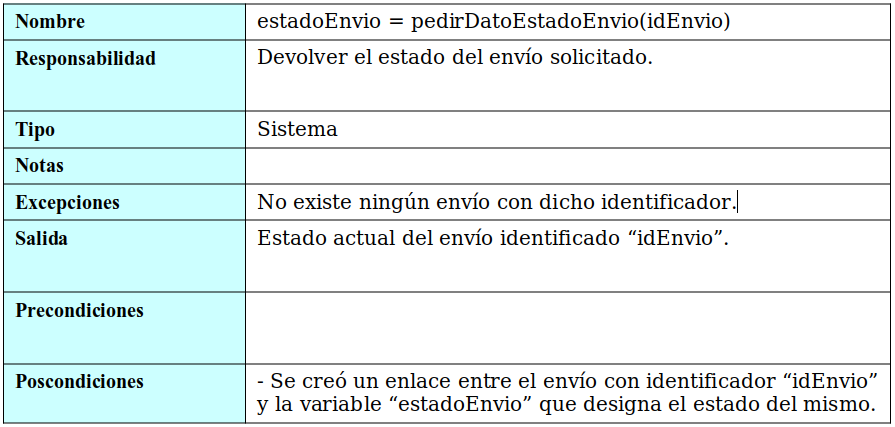 Nombre estadoEnvio = pedirDatoEstadoEnvio(idEnvio)
Responsabilidad Devolver el estado del envío solicitado.
Tipo Sistema
Notas
Excepciones No existe ningún envío con dicho identificador.
Salida Estado actual del envío identificado “idEnvio”.
Precondiciones
Poscondiciones - Se creó un enlace entre el envío con identificador “idEnvio”
y la variable “estadoEnvio” que designa el estado del mismo.